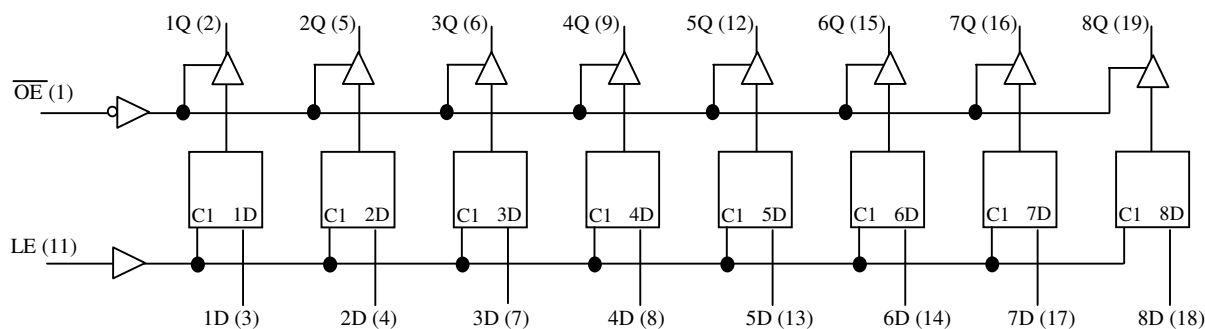 1Q (2) 2Q (5) 3Q (6) 4Q (9) 5Q (12) 6Q (15) 7Q (16) 8Q (19)
O̅E̅ (1)
C1 1D C1 2D C1 3D C1 4D C1 5D C1 6D C1 7D C1 8D
LE (11)
1D (3) 2D (4) 3D (7) 4D (8) 5D (13) 6D (14) 7D (17) 8D (18)